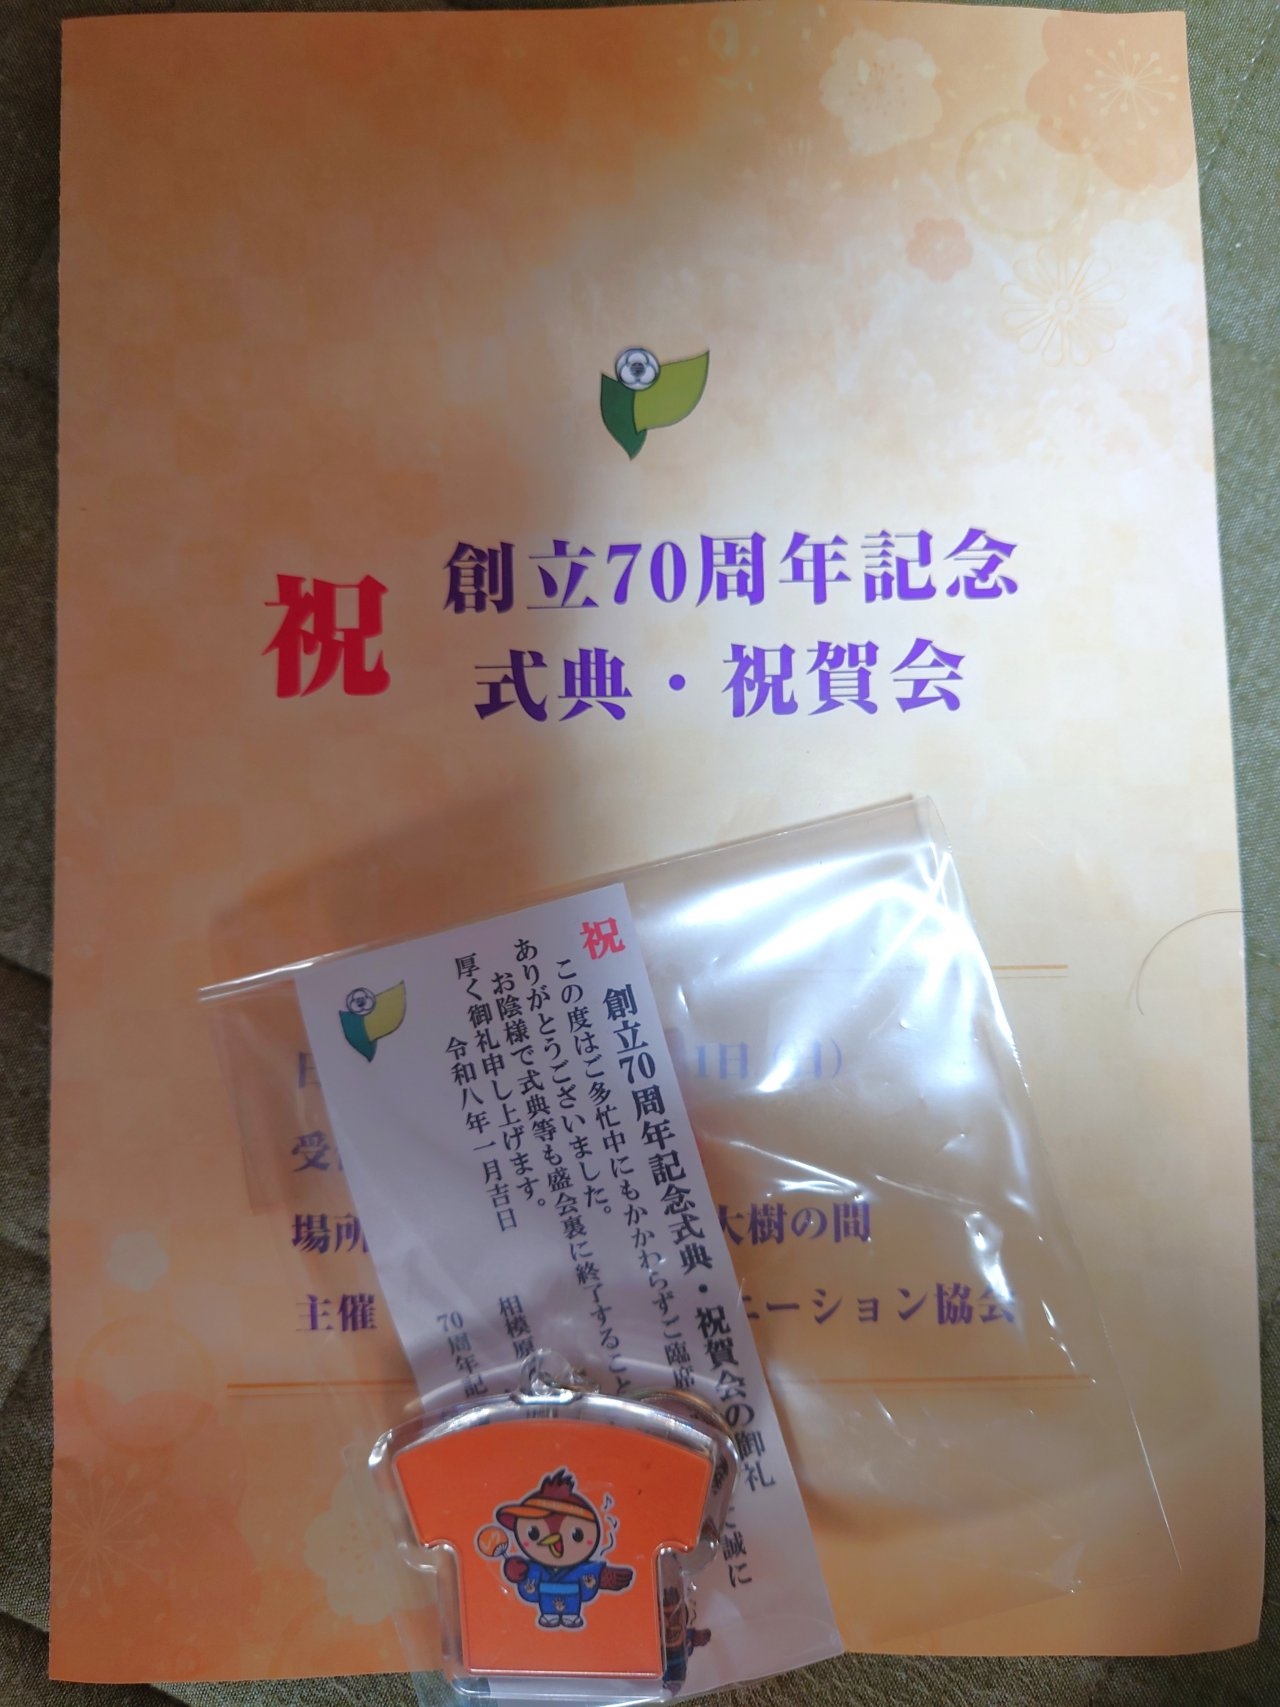 祝
創立70周年記念
式典・祝賀会
1日
場所
大樹の間
主催
ニーション協会
祝 創立70周年記念式典・祝賀会の御礼
この度はご多忙中にもかかわらずご臨席
に誠に
ありがとうございました。
お陰様で式典等も盛会裏に終了すること
厚く御礼申し上げます。
令和八年一月吉日
相模原
70周年記